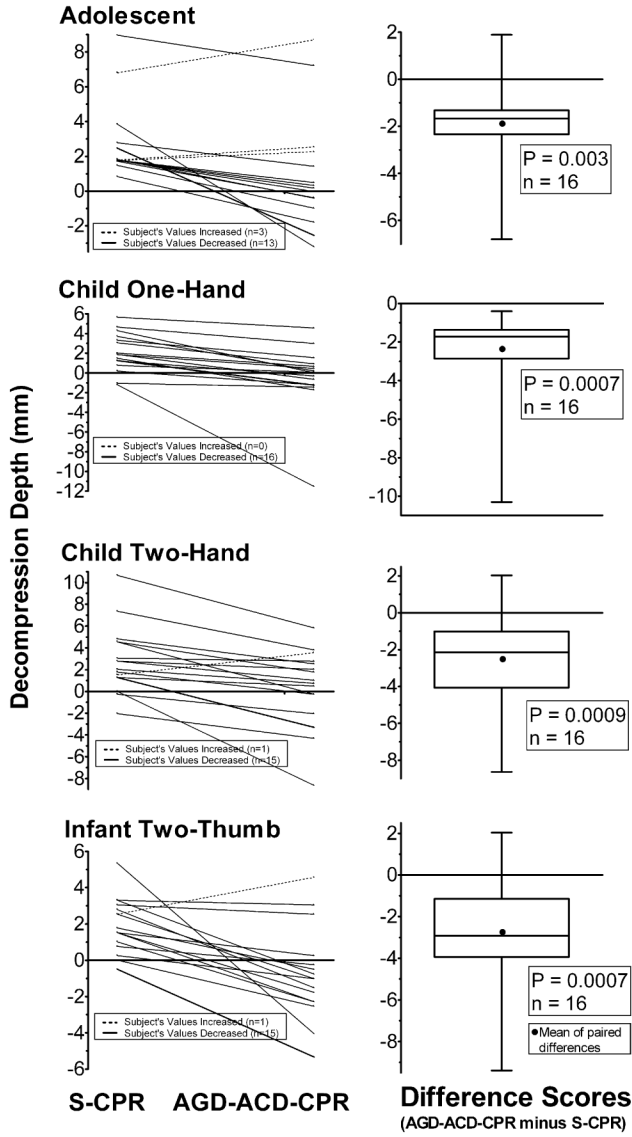 Adolescent
8
6
4
2
0
-2
Subject's Values Increased (n=3)
Subject's Values Decreased (n=13)
2
0
-2
-4
-6
P = 0.003
n = 16
Child One-Hand
6
4
2
0
-2
-4
-6
-8
-10
-12
Subject's Values Increased (n=0)
Subject's Values Decreased (n=16)
0
-2
-4
-6
-8
-10
P = 0.0007
n = 16
Decompression Depth (mm)
Child Two-Hand
10
8
6
4
2
0
-2
-4
-6
-8
Subject's Values Increased (n=1)
Subject's Values Decreased (n=15)
2
0
-2
-4
-6
-8
P = 0.0009
n = 16
Infant Two-Thumb
6
4
2
0
-2
-4
-6
Subject's Values Increased (n=1)
Subject's Values Decreased (n=15)
2
0
-2
-4
-6
-8
P = 0.0007
n = 16
Mean of paired
differences
S-CPR AGD-ACD-CPR
Difference Scores
(AGD-ACD-CPR minus S-CPR)